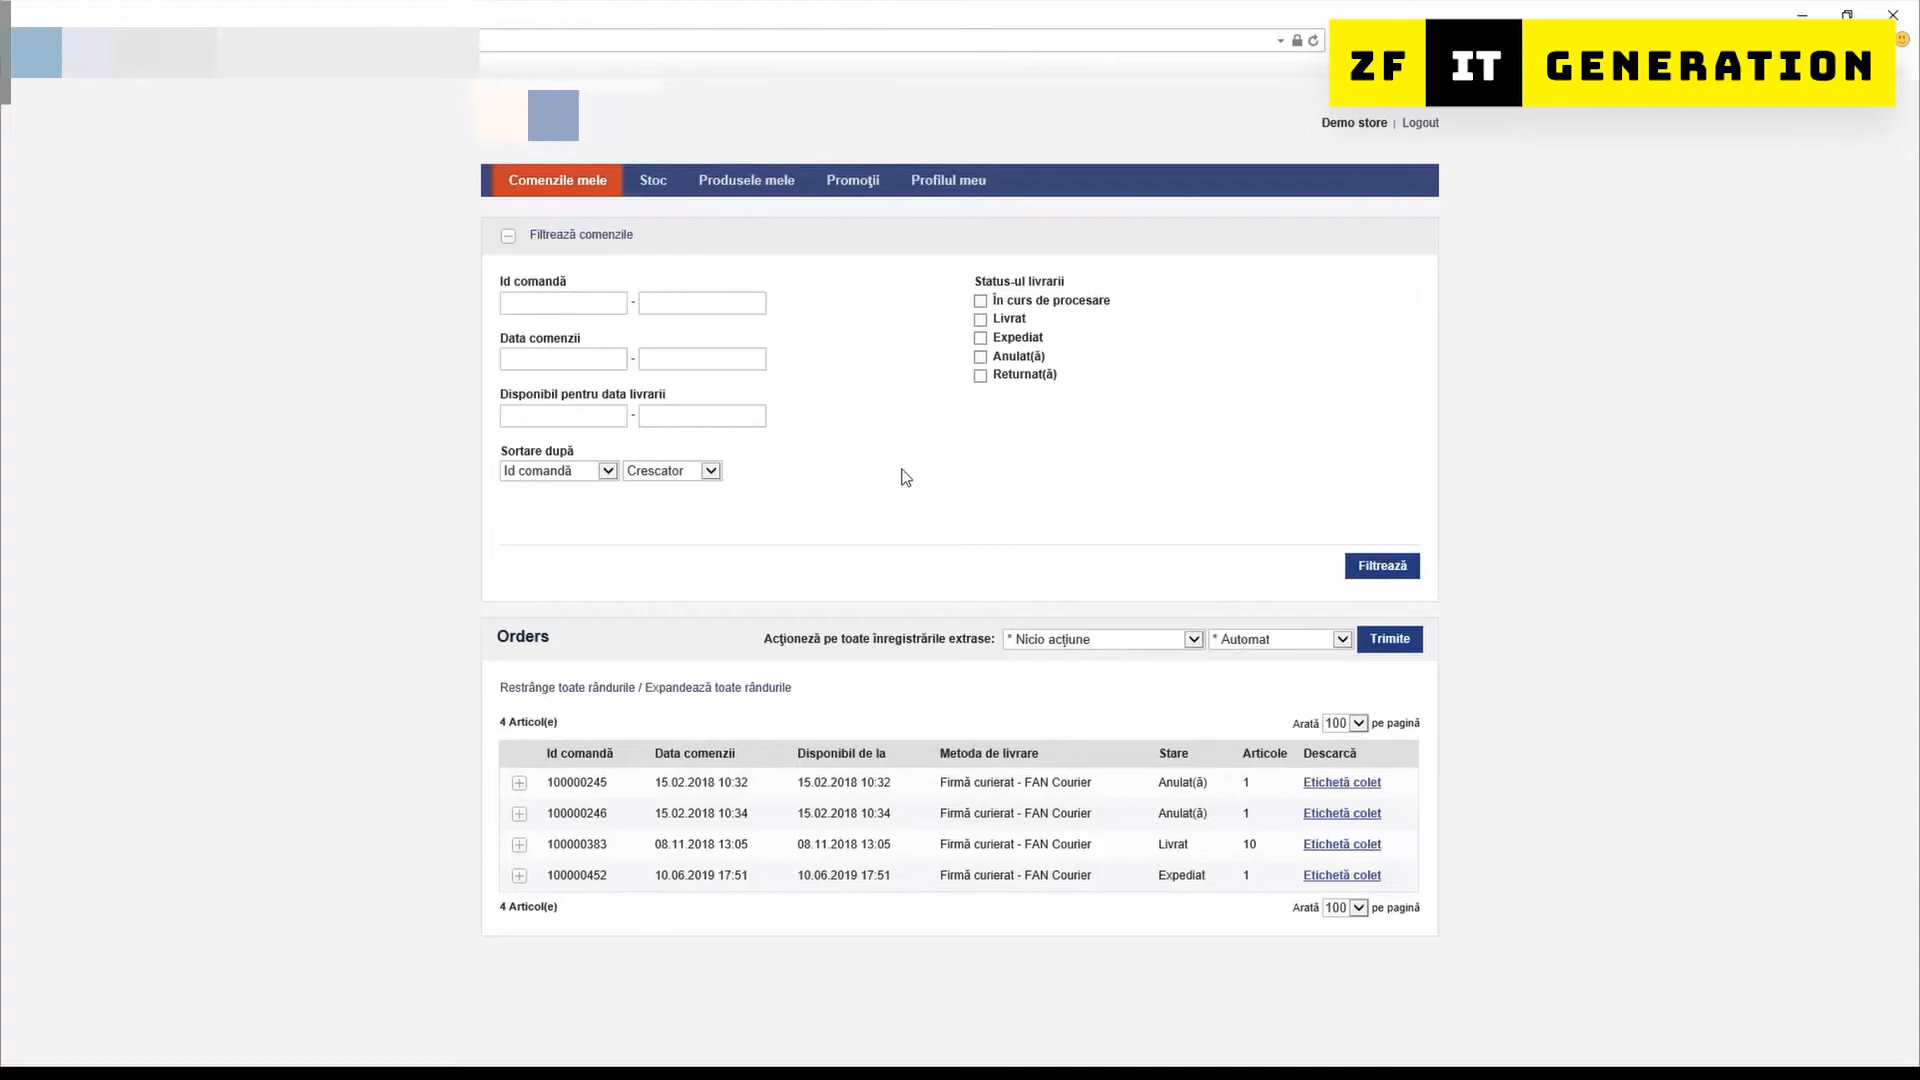 ZF IT GENERATION
Demo store | Logout
Comenzile mele Stoc Produsele mele Promoţii Profilul meu
Filtrează comenzile
Id comandă
-
Data comenzii
-
Disponibil pentru data livrarii
-
Sortare după
Id comandă Crescator
Status-ul livrarii
În curs de procesare
Livrat
Expediat
Anulat(ă)
Returnat(ă)
Filtrează
Orders Acţionează pe toate înregistrările extrase: * Nicio acţiune * Automat Trimite
Restrânge toate rândurile / Expandează toate rândurile
4 Articol(e) Arată 100 pe pagină
Id comandă Data comenzii Disponibil de la Metoda de livrare Stare Articole Descarcă
100000245 15.02.2018 10:32 15.02.2018 10:32 Firmă curierat - FAN Courier Anulat(ă) 1 Etichetă colet
100000246 15.02.2018 10:34 15.02.2018 10:34 Firmă curierat - FAN Courier Anulat(ă) 1 Etichetă colet
100000383 08.11.2018 13:05 08.11.2018 13:05 Firmă curierat - FAN Courier Livrat 10 Etichetă colet
100000452 10.06.2019 17:51 10.06.2019 17:51 Firmă curierat - FAN Courier Expediat 1 Etichetă colet
4 Articol(e) Arată 100 pe pagină